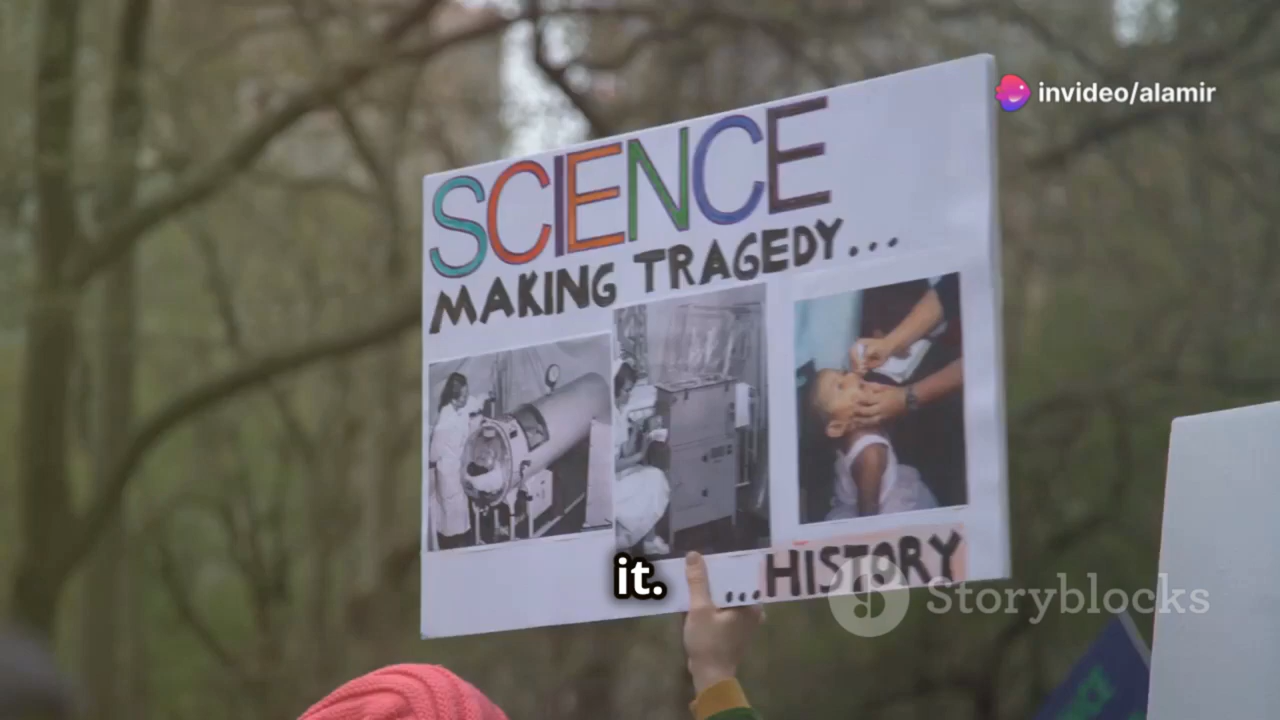 invideo/alamir
SCIENCE
MAKING TRAGEDY...
it.
...HISTORY
Storyblocks